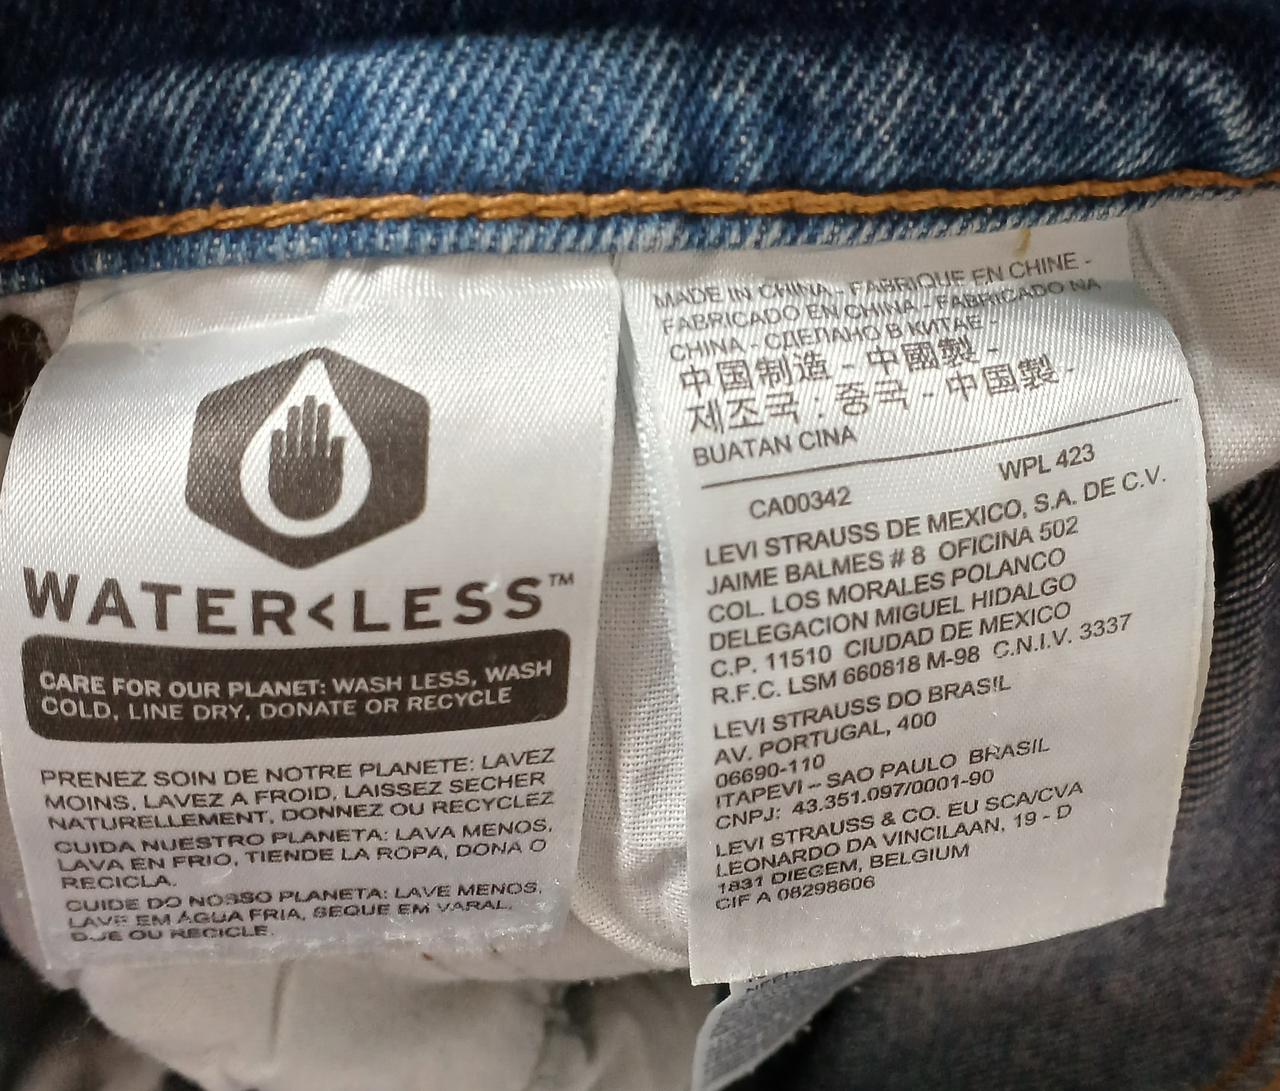 WATER<LESS™
CARE FOR OUR PLANET: WASH LESS, WASH
COLD, LINE DRY, DONATE OR RECYCLE
PRENEZ SOIN DE NOTRE PLANETE: LAVEZ
MOINS, LAVEZ A FROID, LAISSEZ SECHER
NATURELLEMENT, DONNEZ OU RECYCLEZ
CUIDA NUESTRO PLANETA: LAVA MENOS,
LAVA EN FRIO, TIENDE LA ROPA, DONA O
RECICLA.
CUIDE DO NOSSO PLANETA: LAVE MENOS,
LAVE EM ÁGUA FRIA, SEQUE EM VARAL,
DOE OU RECICLE.
MADE IN CHINA - FABRIQUE EN CHINE -
FABRICADO EN CHINA - FABRICADO NA
CHINA - СДЕЛАНО В КИТАЕ -
中国制造 - 中國製 -
제조국 : 중국 - 中国製 -
BUATAN CINA
CA00342 WPL 423
LEVI STRAUSS DE MEXICO, S.A. DE C.V.
JAIME BALMES # 8 OFICINA 502
COL. LOS MORALES POLANCO
DELEGACION MIGUEL HIDALGO
C.P. 11510 CIUDAD DE MEXICO
R.F.C. LSM 660818 M-98 C.N.I.V. 3337
LEVI STRAUSS DO BRASIL
AV. PORTUGAL, 400
06690-110
ITAPEVI – SAO PAULO BRASIL
CNPJ: 43.351.097/0001-90
LEVI STRAUSS & CO. EU SCA/CVA
LEONARDO DA VINCILAAN, 19 - D
1831 DIEGEM, BELGIUM
CIF A 08298606